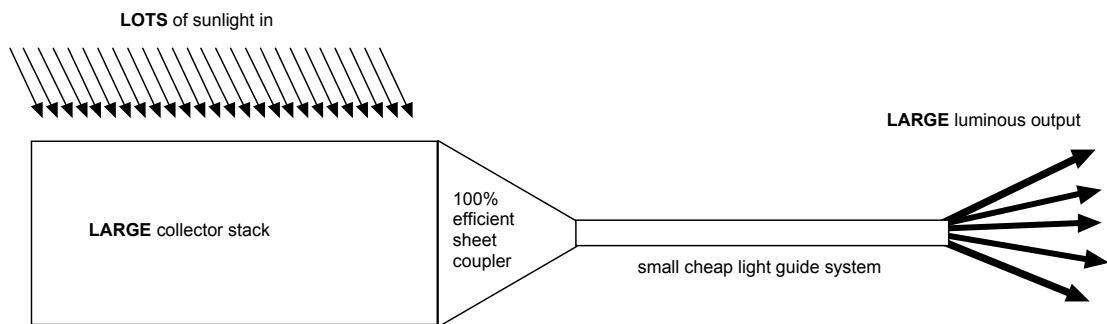 LOTS of sunlight in
LARGE luminous output
100%
efficient
sheet
coupler
LARGE collector stack
small cheap light guide system